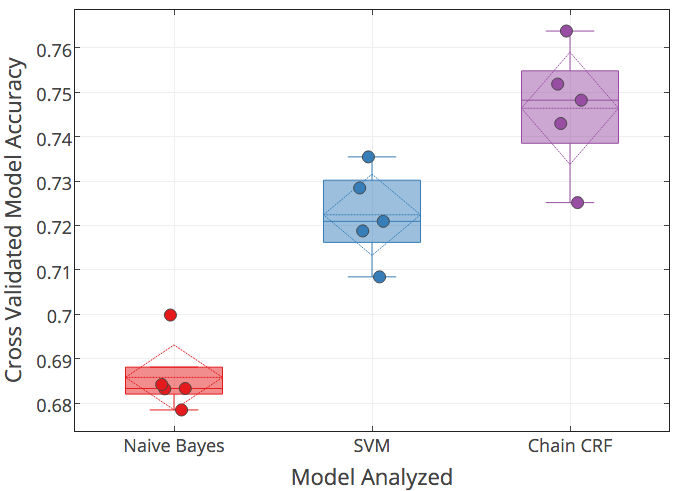 Cross Validated Model Accuracy
0.76
0.75
0.74
0.73
0.72
0.71
0.7
0.69
0.68
Naive Bayes
SVM
Chain CRF
Model Analyzed